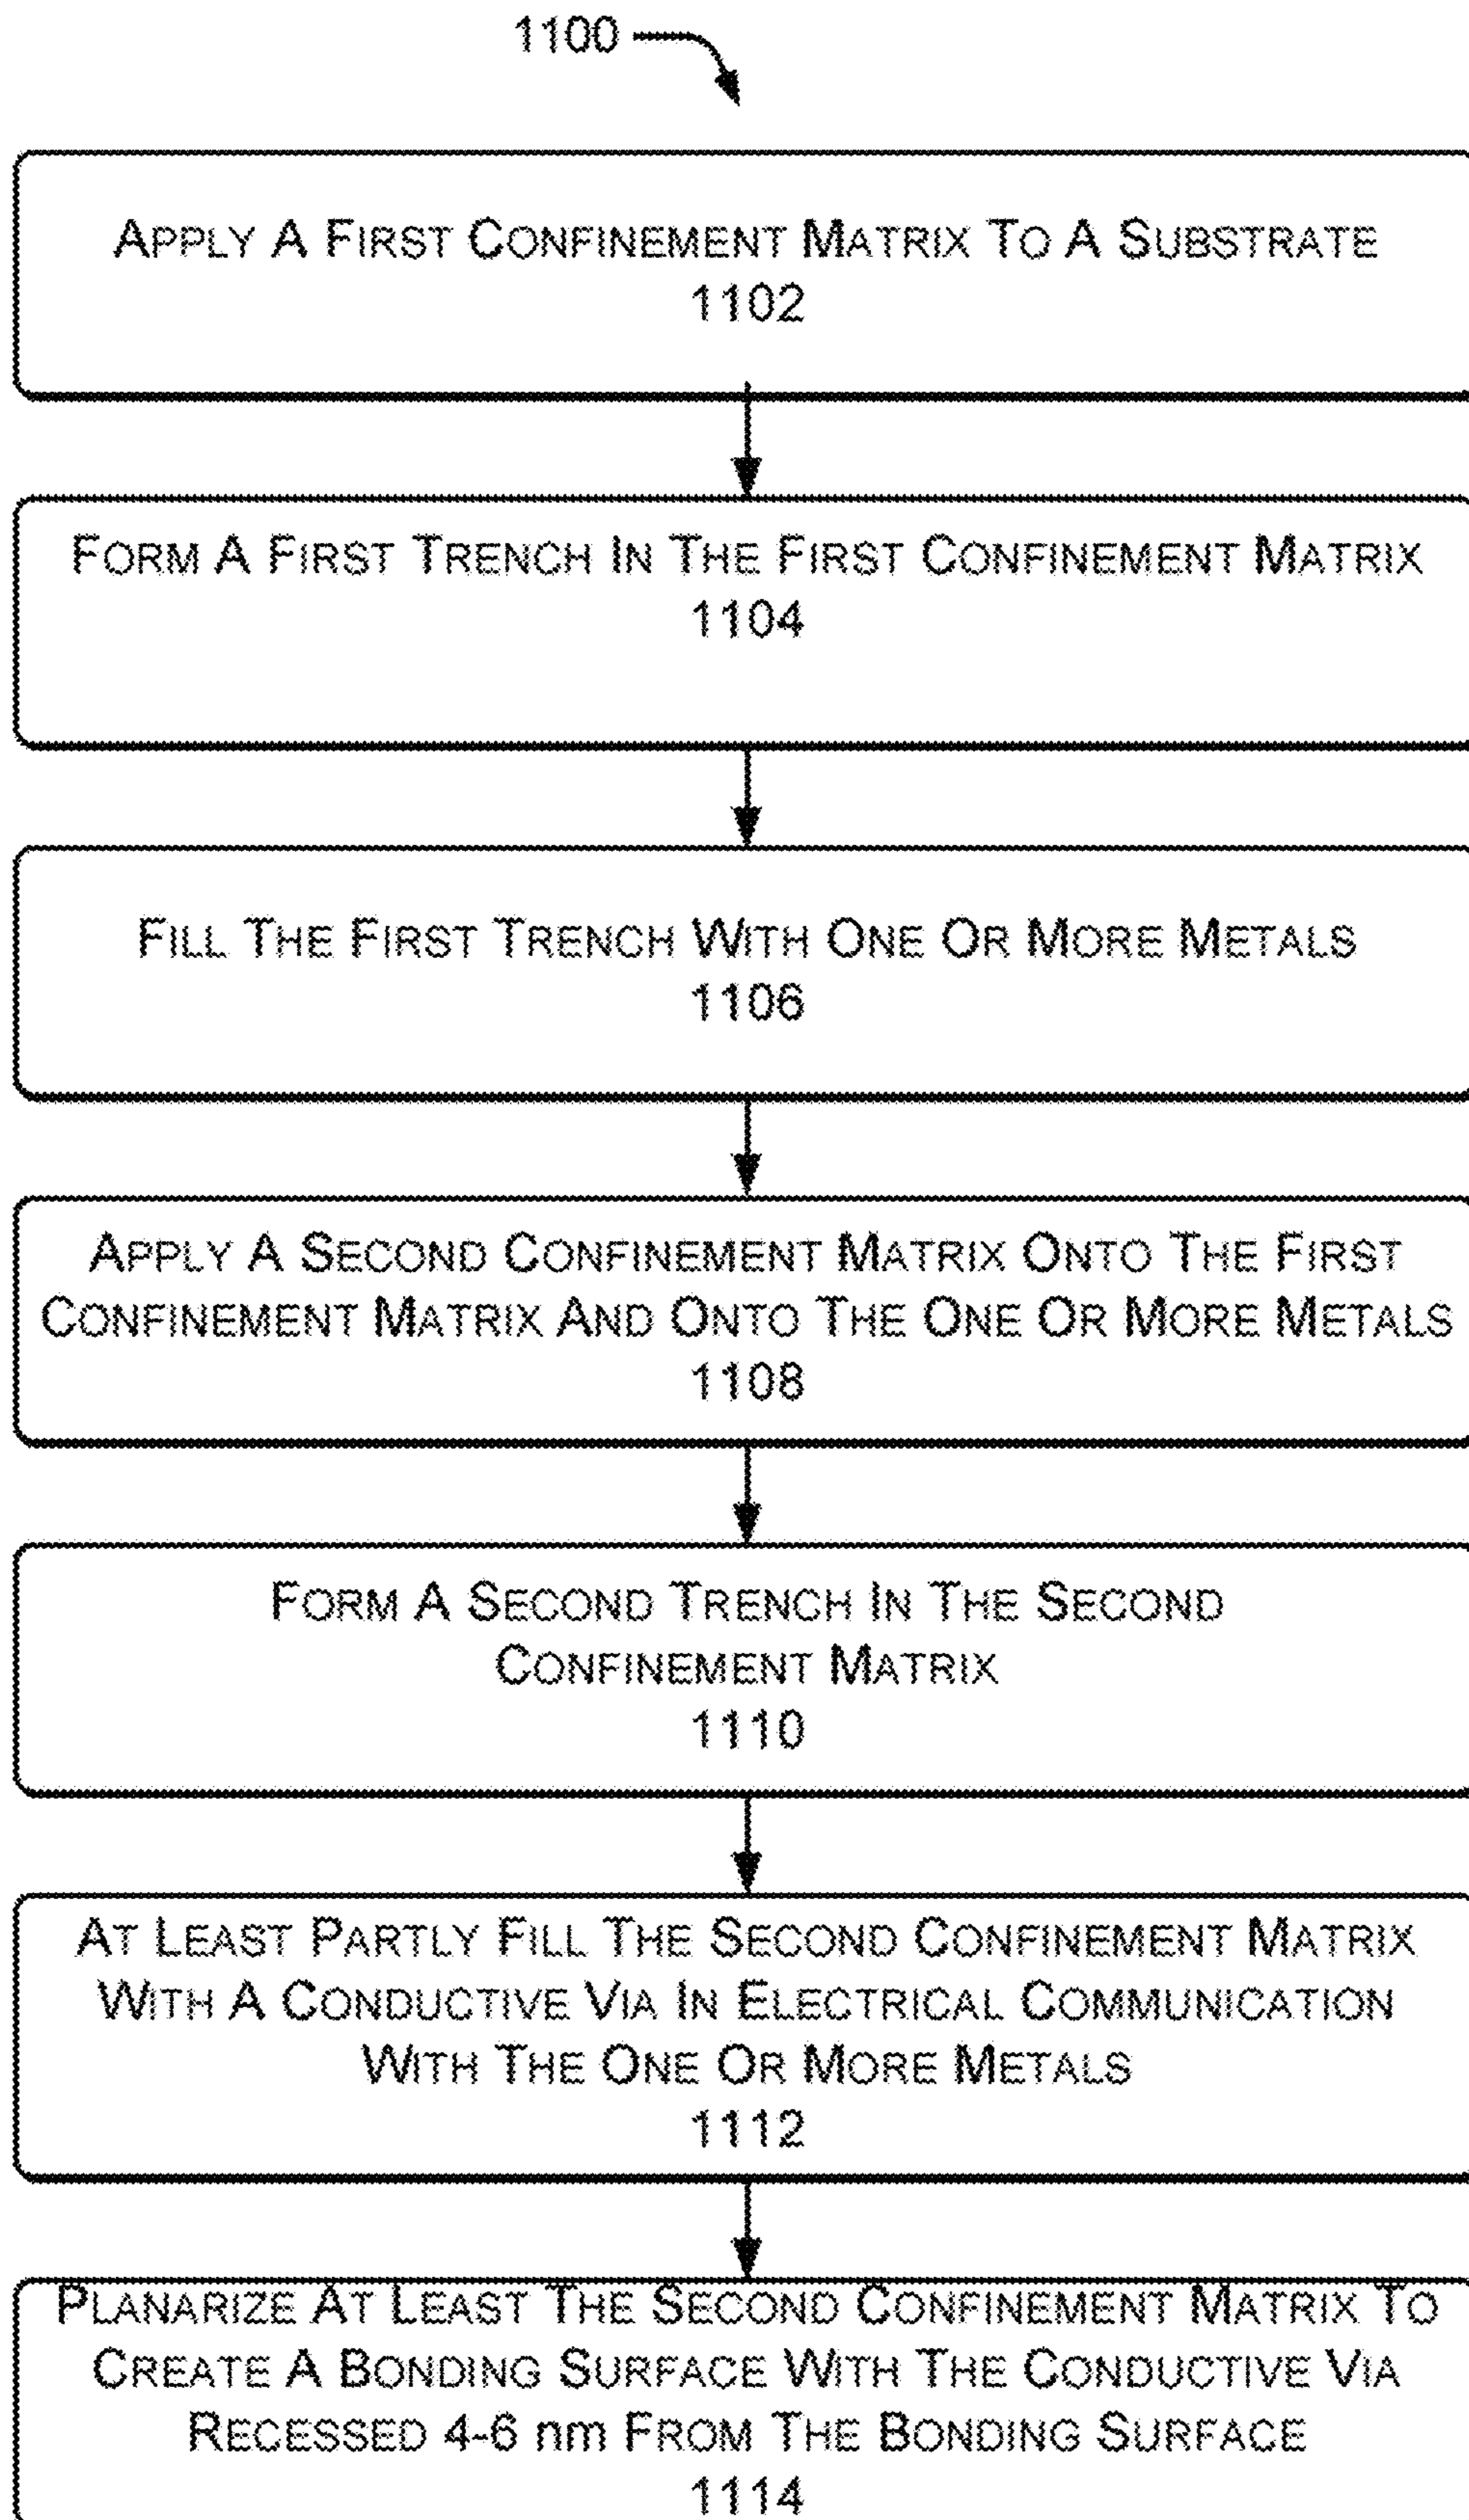 1100
APPLY A FIRST CONFINEMENT MATRIX TO A SUBSTRATE
1102
FORM A FIRST TRENCH IN THE FIRST CONFINEMENT MATRIX
1104
FILL THE FIRST TRENCH WITH ONE OR MORE METALS
1106
APPLY A SECOND CONFINEMENT MATRIX ONTO THE FIRST
CONFINEMENT MATRIX AND ONTO THE ONE OR MORE METALS
1108
FORM A SECOND TRENCH IN THE SECOND
CONFINEMENT MATRIX
1110
AT LEAST PARTLY FILL THE SECOND CONFINEMENT MATRIX
WITH A CONDUCTIVE VIA IN ELECTRICAL COMMUNICATION
WITH THE ONE OR MORE METALS
1112
PLANARIZE AT LEAST THE SECOND CONFINEMENT MATRIX TO
CREATE A BONDING SURFACE WITH THE CONDUCTIVE VIA
RECESSED 4-6 nm FROM THE BONDING SURFACE
1114